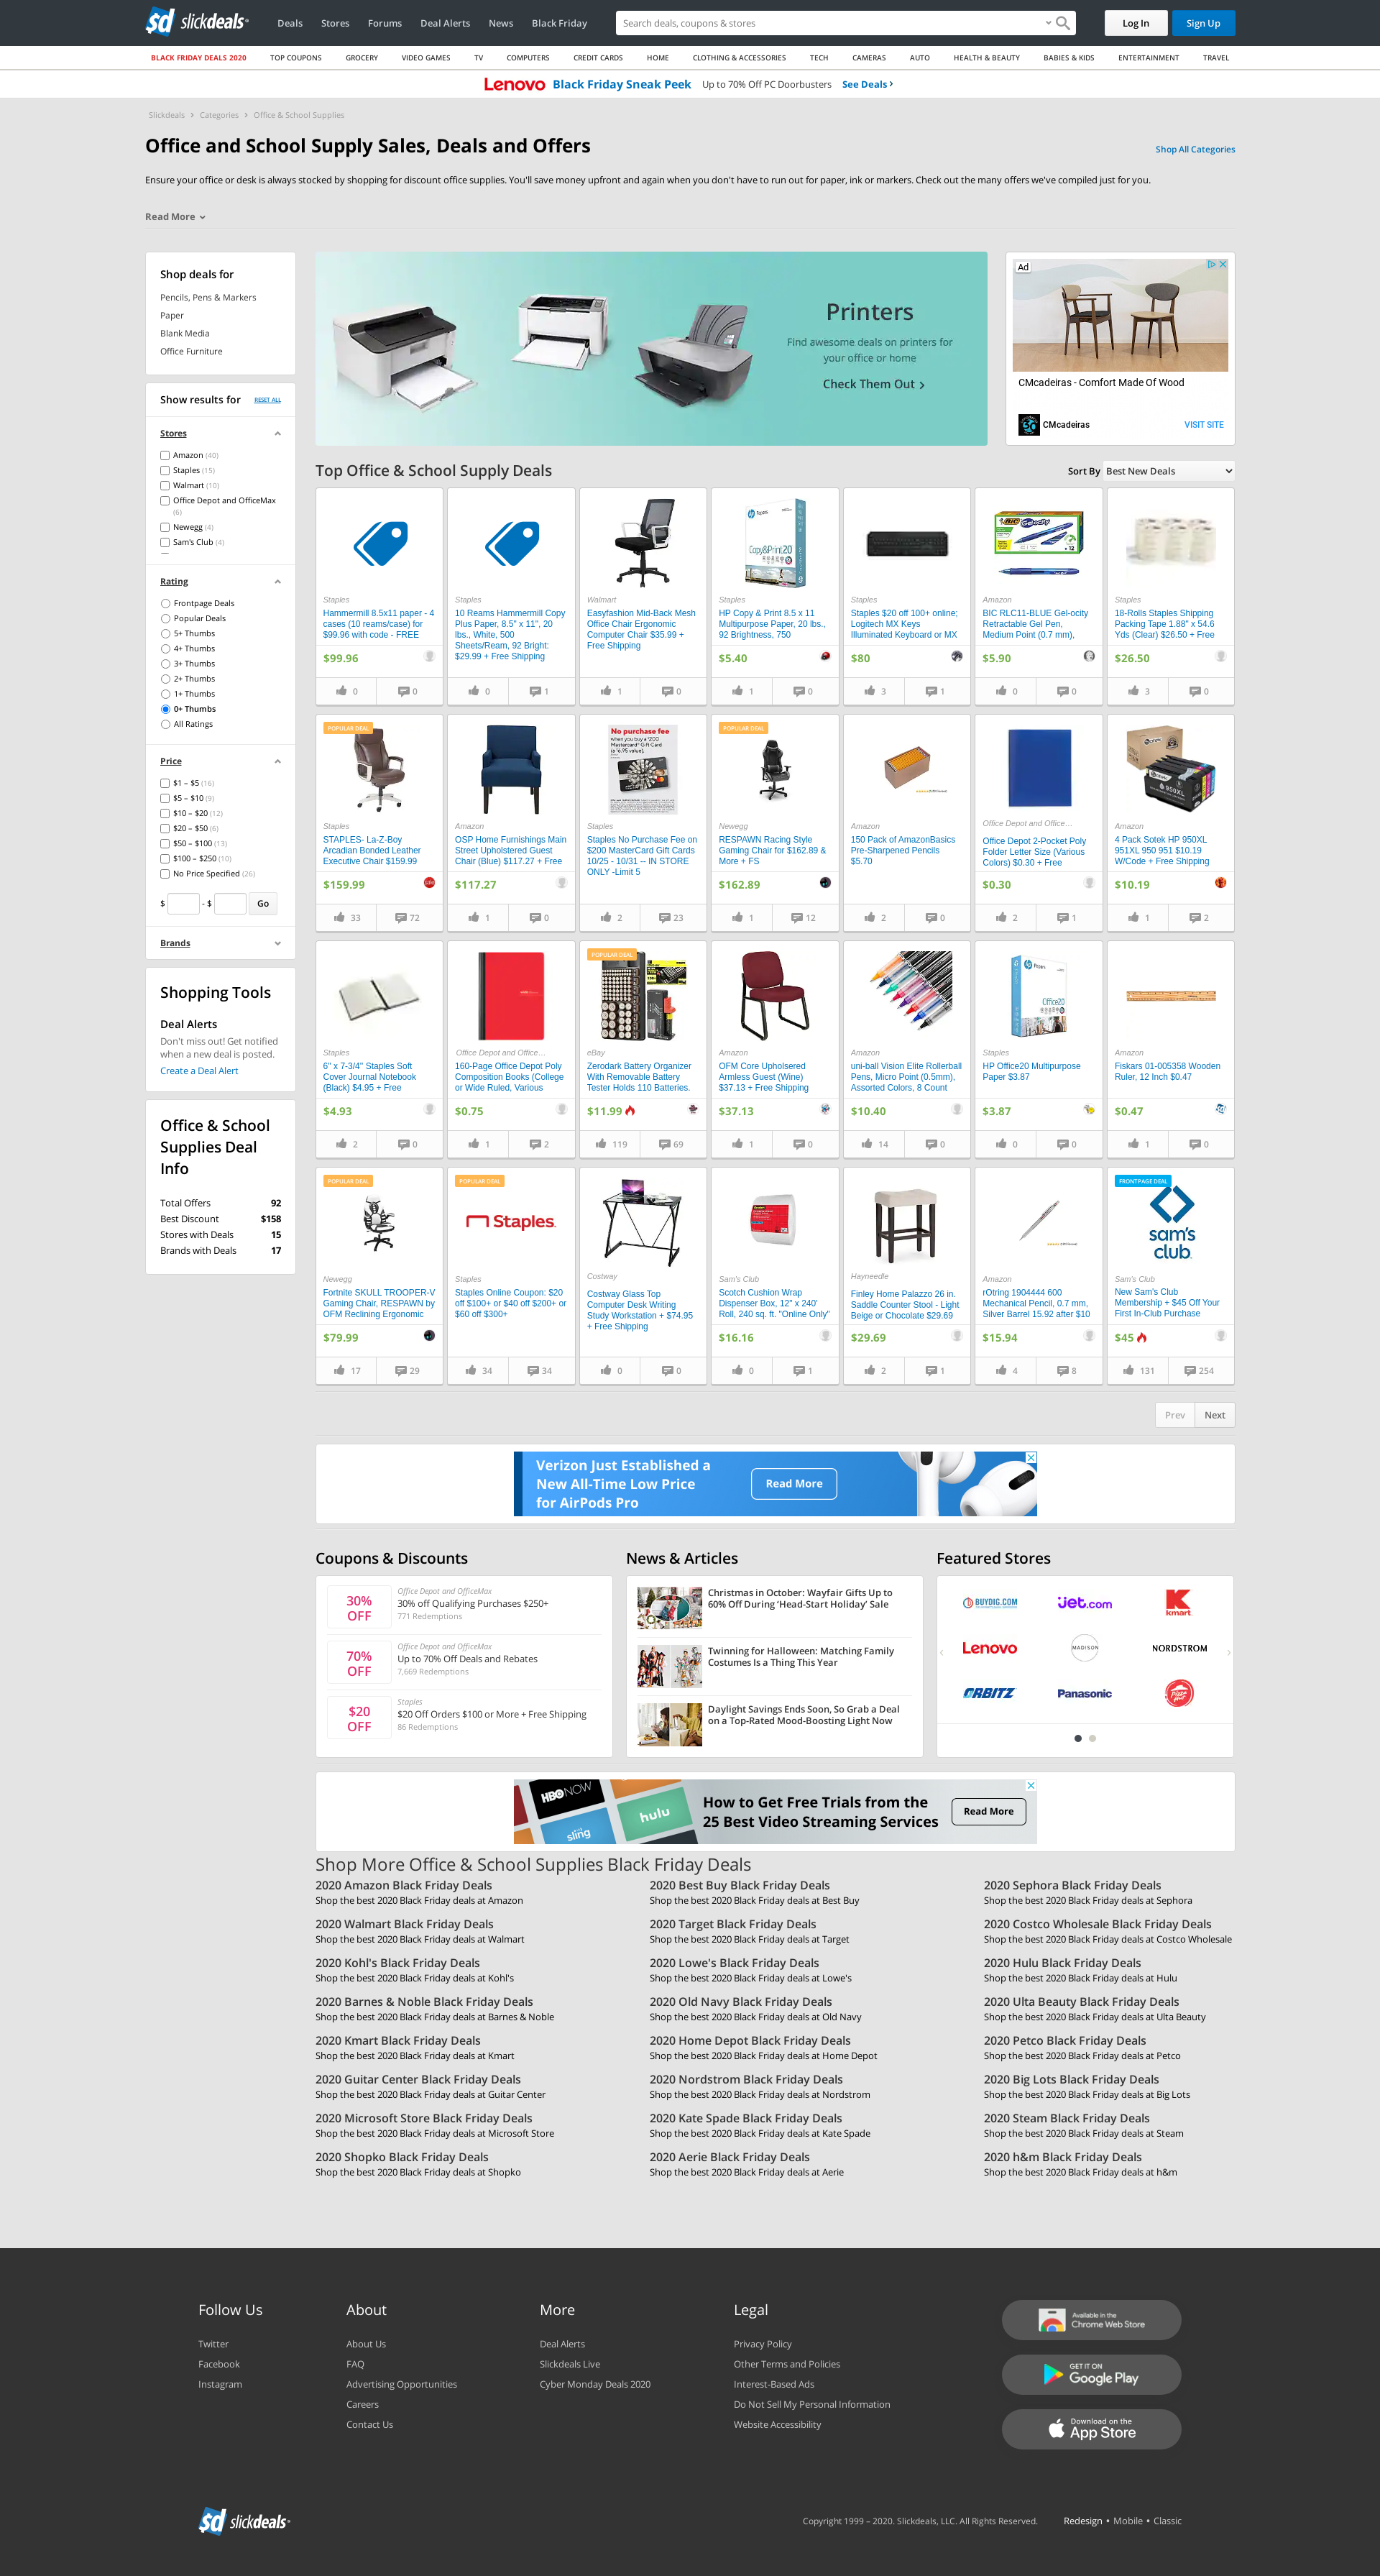 sd slickdeals
Deals
Stores
Forums
Deal Alerts
News
Black Friday
Search deals, coupons & stores
Log In
Sign Up
BLACK FRIDAY DEALS 2020
TOP COUPONS
GROCERY
VIDEO GAMES
TV
COMPUTERS
CREDIT CARDS
HOME
CLOTHING & ACCESSORIES
TECH
CAMERAS
AUTO
HEALTH & BEAUTY
BABIES & KIDS
ENTERTAINMENT
TRAVEL
Lenovo Black Friday Sneak Peek Up to 70% Off PC Doorbusters See Deals ›
Slickdeals › Categories › Office & School Supplies
Office and School Supply Sales, Deals and Offers
Shop All Categories
Ensure your office or desk is always stocked by shopping for discount office supplies. You'll save money upfront and again when you don't have to run out for paper, ink or markers. Check out the many offers we've compiled just for you.
Read More
Shop deals for
Pencils, Pens & Markers
Paper
Blank Media
Office Furniture
Show results for
RESET ALL
Stores
Amazon (40)
Staples (15)
Walmart (10)
Office Depot and OfficeMax
(6)
Newegg (4)
Sam's Club (4)
Rating
Frontpage Deals
Popular Deals
5+ Thumbs
4+ Thumbs
3+ Thumbs
2+ Thumbs
1+ Thumbs
0+ Thumbs
All Ratings
Price
$1 – $5 (16)
$5 – $10 (9)
$10 – $20 (12)
$20 – $50 (6)
$50 – $100 (13)
$100 – $250 (10)
No Price Specified (26)
$ - $ Go
Brands
Shopping Tools
Deal Alerts
Don't miss out! Get notified
when a new deal is posted.
Create a Deal Alert
Office & School
Supplies Deal
Info
Total Offers 92
Best Discount $158
Stores with Deals 15
Brands with Deals 17
Printers
Find awesome deals on printers for
your office or home
Check Them Out ›
Ad
CMcadeiras - Comfort Made Of Wood
CMcadeiras
VISIT SITE
Top Office & School Supply Deals
Sort By Best New Deals
Staples
Hammermill 8.5x11 paper - 4
cases (10 reams/case) for
$99.96 with code - FREE
$99.96
0
0
Staples
10 Reams Hammermill Copy
Plus Paper, 8.5" x 11", 20
lbs., White, 500
Sheets/Ream, 92 Bright:
$29.99 + Free Shipping
0
1
Walmart
Easyfashion Mid-Back Mesh
Office Chair Ergonomic
Computer Chair $35.99 +
Free Shipping
1
0
Papers
Copy&Print20
Staples
HP Copy & Print 8.5 x 11
Multipurpose Paper, 20 lbs.,
92 Brightness, 750
$5.40
1
0
Staples
Staples $20 off 100+ online;
Logitech MX Keys
Illuminated Keyboard or MX
$80
3
1
BIC Gel-ocity
12
Amazon
BIC RLC11-BLUE Gel-ocity
Retractable Gel Pen,
Medium Point (0.7 mm),
$5.90
0
0
Staples
18-Rolls Staples Shipping
Packing Tape 1.88" x 54.6
Yds (Clear) $26.50 + Free
$26.50
3
0
POPULAR DEAL
Staples
STAPLES- La-Z-Boy
Arcadian Bonded Leather
Executive Chair $159.99
$159.99
33
72
Amazon
OSP Home Furnishings Main
Street Upholstered Guest
Chair (Blue) $117.27 + Free
$117.27
1
0
No purchase fee
when you buy a $200
Mastercard Gift Card
(a $6.95 value).
Staples
Staples No Purchase Fee on
$200 MasterCard Gift Cards
10/25 - 10/31 -- IN STORE
ONLY -Limit 5
2
23
POPULAR DEAL
Newegg
RESPAWN Racing Style
Gaming Chair for $162.89 &
More + FS
$162.89
1
12
Amazon
150 Pack of AmazonBasics
Pre-Sharpened Pencils
$5.70
2
0
Office Depot and Office…
Office Depot 2-Pocket Poly
Folder Letter Size (Various
Colors) $0.30 + Free
$0.30
2
1
950XL
Amazon
4 Pack Sotek HP 950XL
951XL 950 951 $10.19
W/Code + Free Shipping
$10.19
1
2
Staples
6" x 7-3/4" Staples Soft
Cover Journal Notebook
(Black) $4.95 + Free
$4.93
2
0
Office Depot and Office…
160-Page Office Depot Poly
Composition Books (College
or Wide Ruled, Various
$0.75
1
2
POPULAR DEAL
eBay
Zerodark Battery Organizer
With Removable Battery
Tester Holds 110 Batteries.
$11.99
119
69
Amazon
OFM Core Upholsered
Armless Guest (Wine)
$37.13 + Free Shipping
$37.13
1
0
Amazon
uni-ball Vision Elite Rollerball
Pens, Micro Point (0.5mm),
Assorted Colors, 8 Count
$10.40
14
0
Papers
Office20
Staples
HP Office20 Multipurpose
Paper $3.87
$3.87
0
0
Amazon
Fiskars 01-005358 Wooden
Ruler, 12 Inch $0.47
$0.47
1
0
POPULAR DEAL
Newegg
Fortnite SKULL TROOPER-V
Gaming Chair, RESPAWN by
OFM Reclining Ergonomic
$79.99
17
29
POPULAR DEAL
Staples
Staples
Staples Online Coupon: $20
off $100+ or $40 off $200+ or
$60 off $300+
34
34
Costway
Costway Glass Top
Computer Desk Writing
Study Workstation + $74.95
+ Free Shipping
0
0
Sam's Club
Scotch Cushion Wrap
Dispenser Box, 12" x 240'
Roll, 240 sq. ft. "Online Only"
$16.16
0
1
Hayneedle
Finley Home Palazzo 26 in.
Saddle Counter Stool - Light
Beige or Chocolate $29.69
$29.69
2
1
Amazon
rOtring 1904444 600
Mechanical Pencil, 0.7 mm,
Silver Barrel 15.92 after $10
$15.94
4
8
FRONTPAGE DEAL
sam's
club
Sam's Club
New Sam's Club
Membership + $45 Off Your
First In-Club Purchase
$45
131
254
Prev
Next
Verizon Just Established a
New All-Time Low Price
for AirPods Pro
Read More
Coupons & Discounts
30%
OFF
Office Depot and OfficeMax
30% off Qualifying Purchases $250+
771 Redemptions
70%
OFF
Office Depot and OfficeMax
Up to 70% Off Deals and Rebates
7,669 Redemptions
$20
OFF
Staples
$20 Off Orders $100 or More + Free Shipping
86 Redemptions
News & Articles
Christmas in October: Wayfair Gifts Up to
60% Off During 'Head-Start Holiday' Sale
Twinning for Halloween: Matching Family
Costumes Is a Thing This Year
Daylight Savings Ends Soon, So Grab a Deal
on a Top-Rated Mood-Boosting Light Now
Featured Stores
BUYDIG.COM
jet.com
kmart
Lenovo
MADISON
NORDSTROM
ORBITZ
Panasonic
Pizza Hut
HBO NOW
hulu
sling
How to Get Free Trials from the
25 Best Video Streaming Services
Read More
Shop More Office & School Supplies Black Friday Deals
2020 Amazon Black Friday Deals
Shop the best 2020 Black Friday deals at Amazon
2020 Best Buy Black Friday Deals
Shop the best 2020 Black Friday deals at Best Buy
2020 Sephora Black Friday Deals
Shop the best 2020 Black Friday deals at Sephora
2020 Walmart Black Friday Deals
Shop the best 2020 Black Friday deals at Walmart
2020 Target Black Friday Deals
Shop the best 2020 Black Friday deals at Target
2020 Costco Wholesale Black Friday Deals
Shop the best 2020 Black Friday deals at Costco Wholesale
2020 Kohl's Black Friday Deals
Shop the best 2020 Black Friday deals at Kohl's
2020 Lowe's Black Friday Deals
Shop the best 2020 Black Friday deals at Lowe's
2020 Hulu Black Friday Deals
Shop the best 2020 Black Friday deals at Hulu
2020 Barnes & Noble Black Friday Deals
Shop the best 2020 Black Friday deals at Barnes & Noble
2020 Old Navy Black Friday Deals
Shop the best 2020 Black Friday deals at Old Navy
2020 Ulta Beauty Black Friday Deals
Shop the best 2020 Black Friday deals at Ulta Beauty
2020 Kmart Black Friday Deals
Shop the best 2020 Black Friday deals at Kmart
2020 Home Depot Black Friday Deals
Shop the best 2020 Black Friday deals at Home Depot
2020 Petco Black Friday Deals
Shop the best 2020 Black Friday deals at Petco
2020 Guitar Center Black Friday Deals
Shop the best 2020 Black Friday deals at Guitar Center
2020 Nordstrom Black Friday Deals
Shop the best 2020 Black Friday deals at Nordstrom
2020 Big Lots Black Friday Deals
Shop the best 2020 Black Friday deals at Big Lots
2020 Microsoft Store Black Friday Deals
Shop the best 2020 Black Friday deals at Microsoft Store
2020 Kate Spade Black Friday Deals
Shop the best 2020 Black Friday deals at Kate Spade
2020 Steam Black Friday Deals
Shop the best 2020 Black Friday deals at Steam
2020 Shopko Black Friday Deals
Shop the best 2020 Black Friday deals at Shopko
2020 Aerie Black Friday Deals
Shop the best 2020 Black Friday deals at Aerie
2020 h&m Black Friday Deals
Shop the best 2020 Black Friday deals at h&m
Follow Us
Twitter
Facebook
Instagram
About
About Us
FAQ
Advertising Opportunities
Careers
Contact Us
More
Deal Alerts
Slickdeals Live
Cyber Monday Deals 2020
Legal
Privacy Policy
Other Terms and Policies
Interest-Based Ads
Do Not Sell My Personal Information
Website Accessibility
Available in the
Chrome Web Store
GET IT ON
Google Play
Download on the
App Store
sd slickdeals
Copyright 1999 – 2020. Slickdeals, LLC. All Rights Reserved.
Redesign • Mobile • Classic